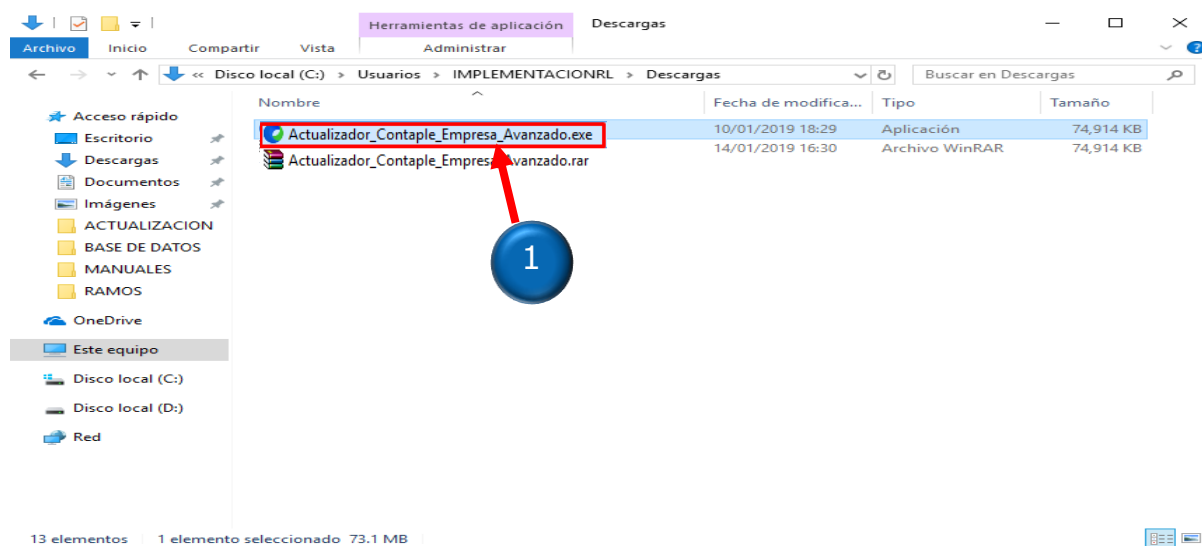 Herramientas de aplicación Descargas
Archivo Inicio Compartir Vista Administrar
« Disco local (C:) > Usuarios > IMPLEMENTACIONRL > Descargas Buscar en Descargas
Nombre Fecha de modifica... Tipo Tamaño
Acceso rápido
Escritorio
Descargas
Documentos
Imágenes
ACTUALIZACION
BASE DE DATOS
MANUALES
RAMOS
OneDrive
Este equipo
Disco local (C:)
Disco local (D:)
Red
Actualizador_Contaple_Empresa_Avanzado.exe 10/01/2019 18:29 Aplicación 74,914 KB
Actualizador_Contaple_Empresa_Avanzado.rar 14/01/2019 16:30 Archivo WinRAR 74,914 KB
1
13 elementos 1 elemento seleccionado 73.1 MB